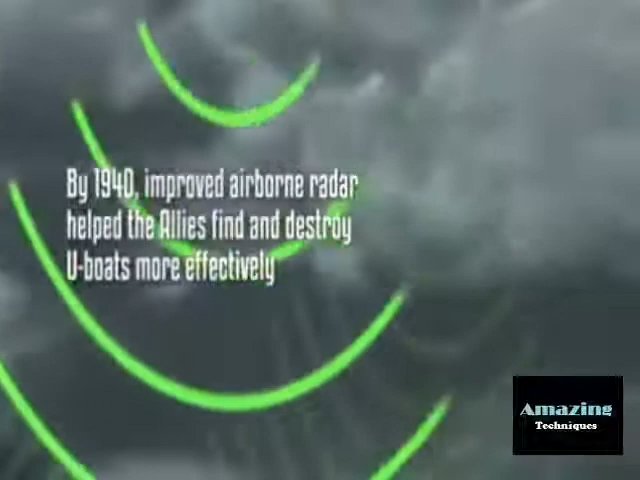 By 1940, improved airborne radar
helped the Allies find and destroy
U-boats more effectively
Amazing
Techniques